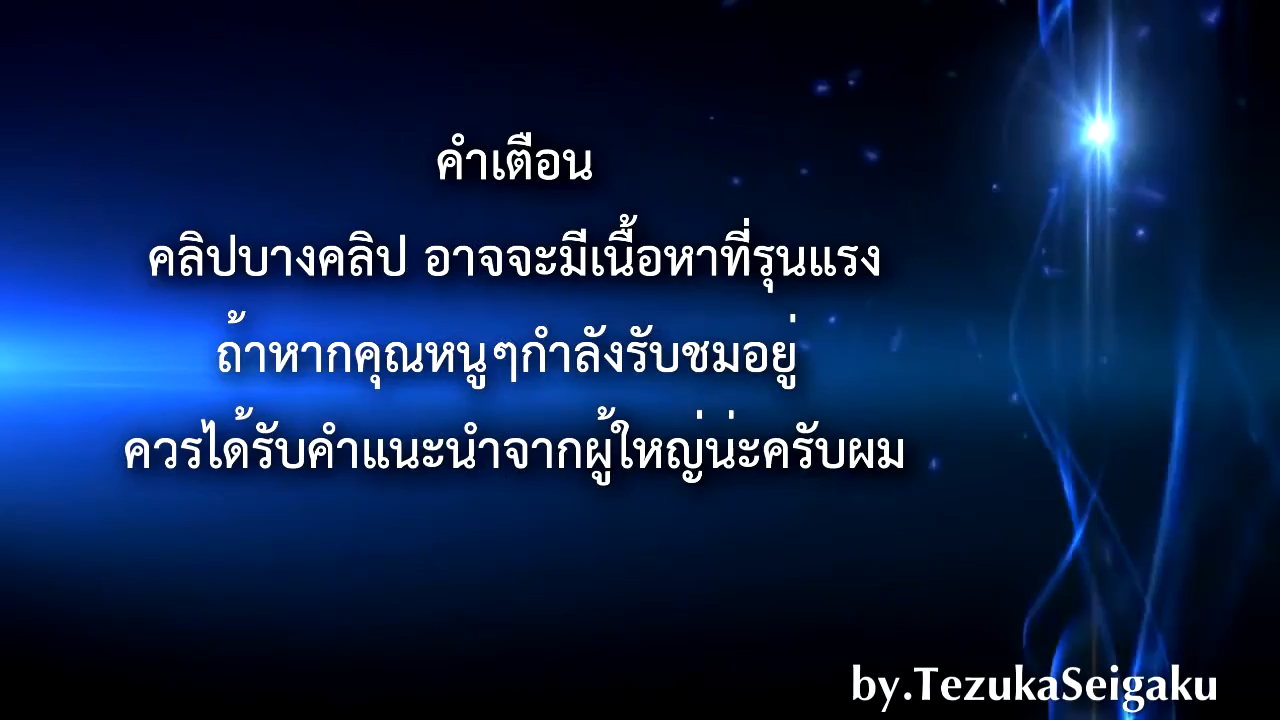 คำเตือน
คลิปบางคลิป อาจจะมีเนื้อหาที่รุนแรง
ถ้าหากคุณหนูๆกำลังรับชมอยู่
ควรได้รับคำแนะนำจากผู้ใหญ่น่ะครับผม
by.TezukaSeigaku